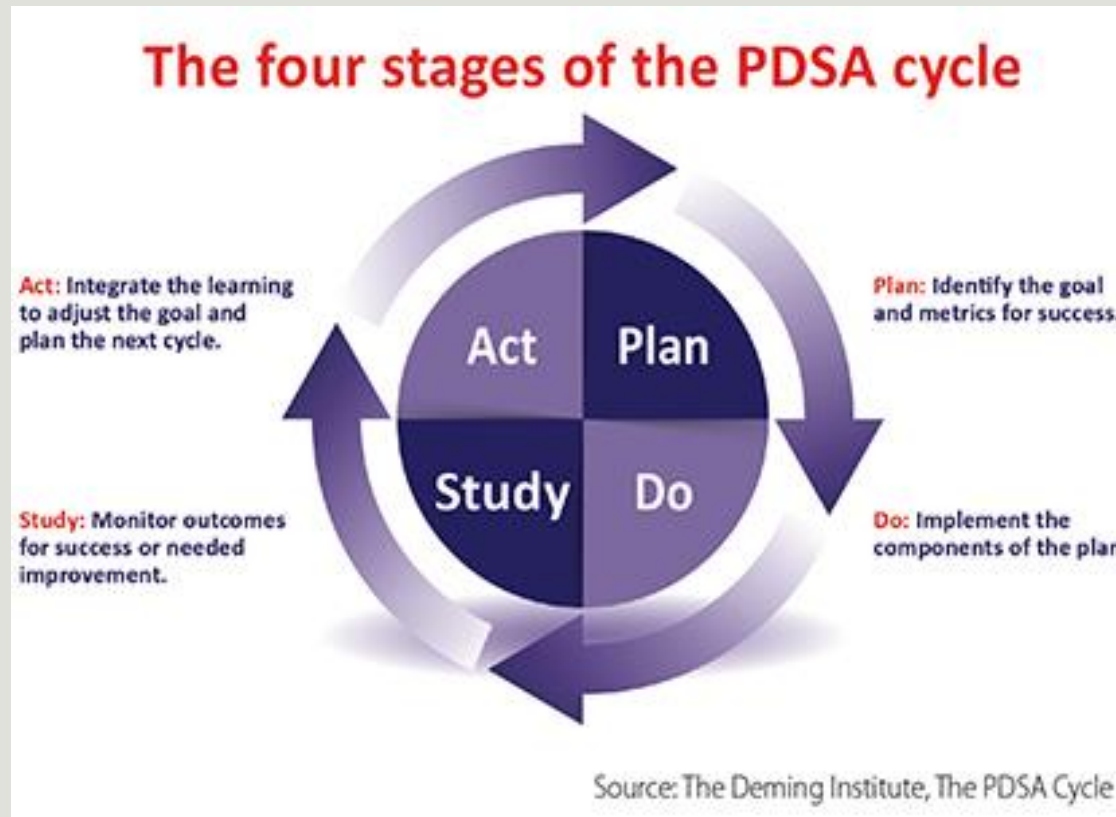 The four stages of the PDSA cycle
Act: Integrate the learning
to adjust the goal and
plan the next cycle.
Plan: Identify the goal
and metrics for success
Act
Plan
Study
Do
Study: Monitor outcomes
for success or needed
improvement.
Do: Implement the
components of the plan
Source: The Deming Institute, The PDSA Cycle